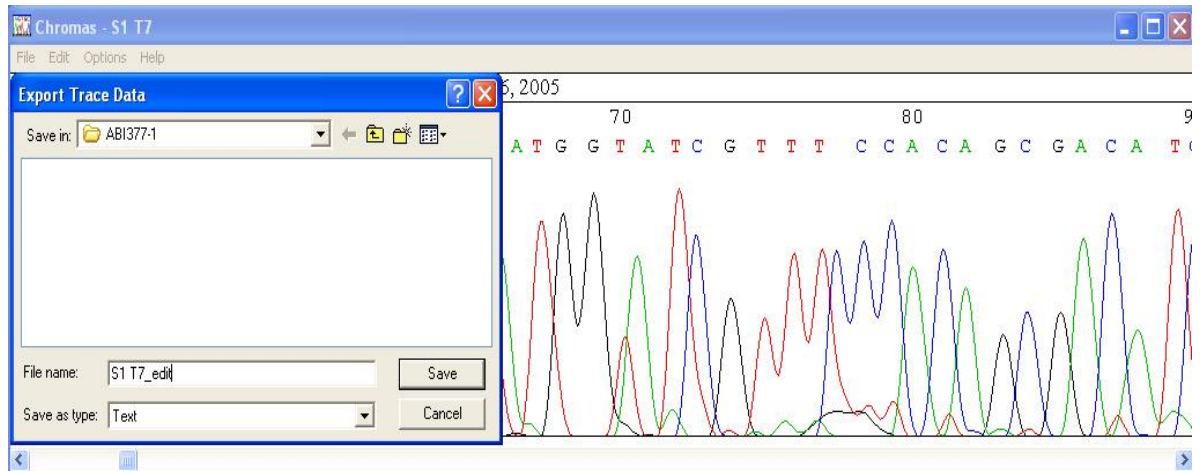 Chromas - S1 T7
File Edit Options Help
Export Trace Data
Save in: ABI377-1
File name: S1 T7_edit
Save
Save as type: Text
Cancel
6, 2005
70 80 9
A T G G T A T C G T T T C C A C A G C G A C A T